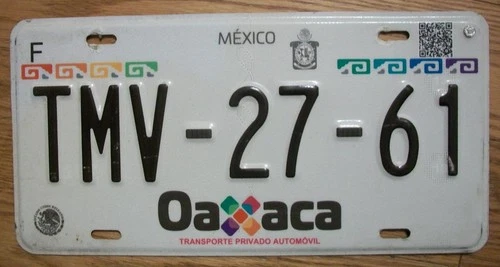 MÉXICO
F
TMV-27-61
Oaxaca
TRANSPORTE PRIVADO AUTOMÓVIL